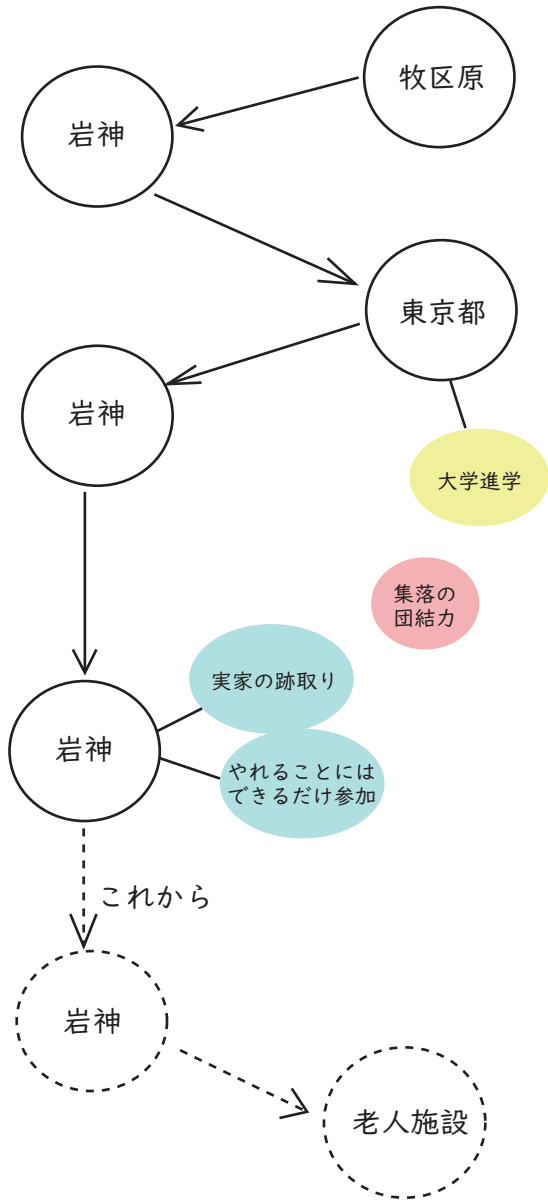 牧区原
岩神
東京都
岩神
大学進学
集落の
団結力
実家の跡取り
岩神
やれることには
できるだけ参加
これから
岩神
老人施設